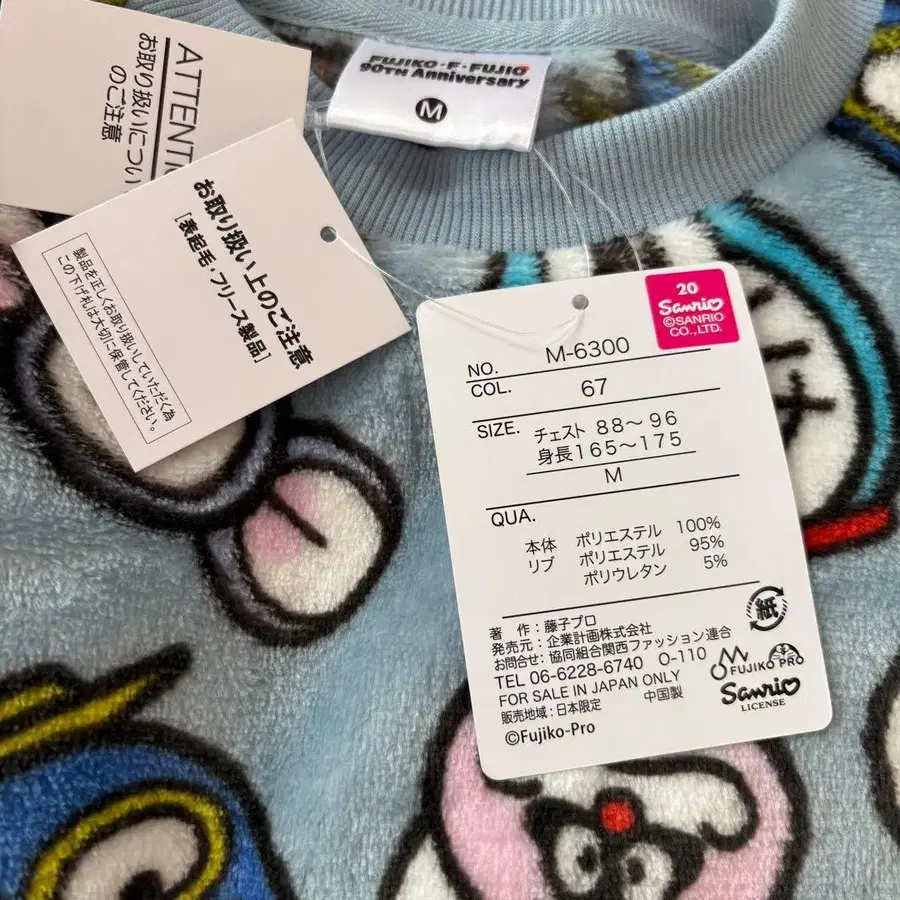 ATTENT
お取り扱いについ
のご注意
FUJIKO・F・FUJIO
90TH Anniversary
M
お取り扱い上のご注意
[表起毛・フリース製品]
製品を正しくお取り扱いしていただく為
この下げ札は大切に保管してください。
20
Sanrio
©SANRIO
CO.,LTD.
NO. M-6300
COL. 67
SIZE. チェスト 88～96
身長165～175
M
QUA.
本体 ポリエステル 100%
リブ ポリエステル 95%
ポリウレタン 5%
紙
著 作：藤子プロ
発売元：企業計画株式会社
お問合せ：協同組合関西ファッション連合
TEL 06-6228-6740 O-110
FOR SALE IN JAPAN ONLY
販売地域：日本限定 中国製
©Fujiko-Pro
FUJIKO PRO
Sanrio
LICENSE